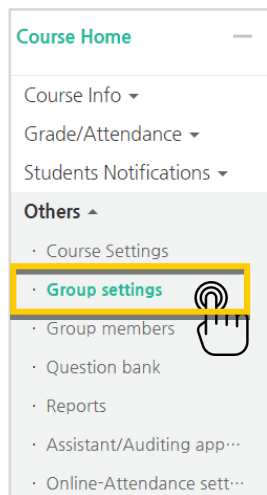 Course Home
Course Info
Grade/Attendance
Students Notifications
Others
· Course Settings
· Group settings
· Group members
· Question bank
· Reports
· Assistant/Auditing app···
· Online-Attendance sett···